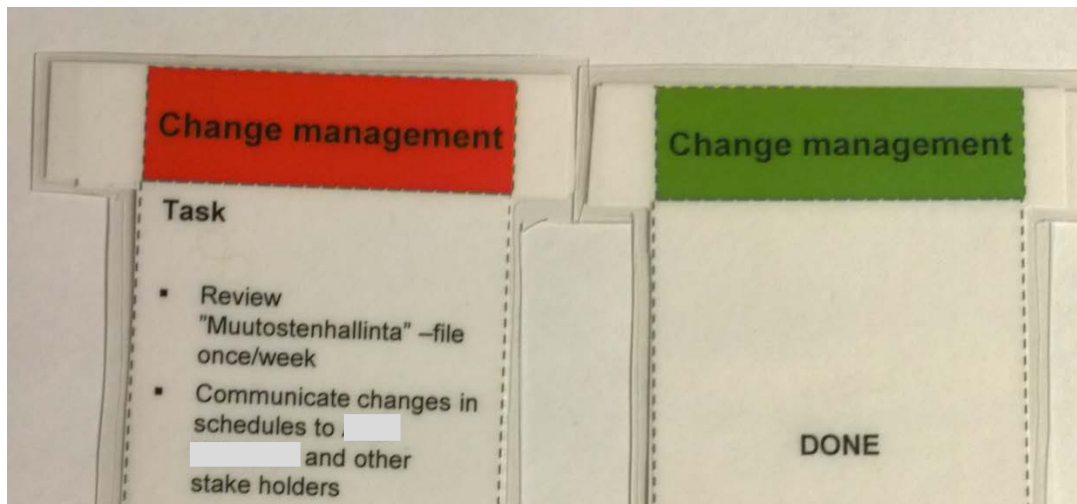 Change management
Task
▪ Review
"Muutostenhallinta" –file
once/week
▪ Communicate changes in
schedules to
and other
stake holders
Change management
DONE